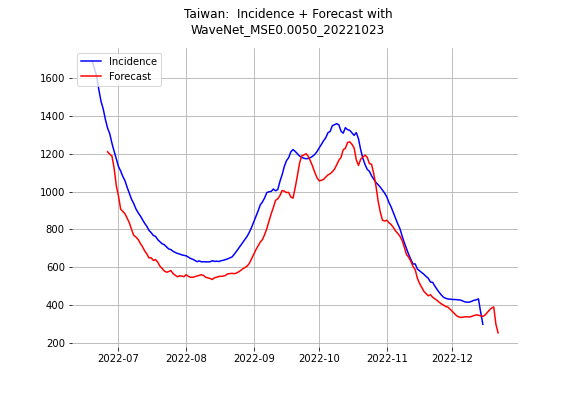 Taiwan:  Incidence + Forecast with
WaveNet_MSE0.0050_20221023
Incidence
Forecast
1600
1400
1200
1000
800
600
400
200
2022-07 2022-08 2022-09 2022-10 2022-11 2022-12